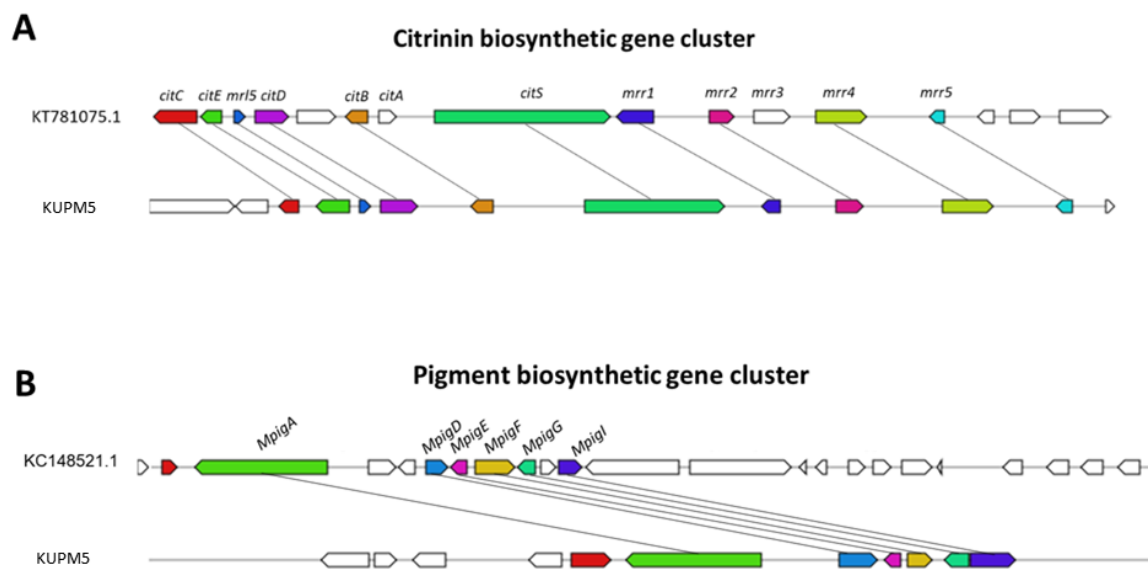 A
Citrinin biosynthetic gene cluster
citC citE mrl5 citD citB citA citS mrr1 mrr2 mrr3 mrr4 mrr5
KT781075.1
KUPM5
B
Pigment biosynthetic gene cluster
MpigA MpigD MpigE MpigF MpigG MpigI
KC148521.1
KUPM5